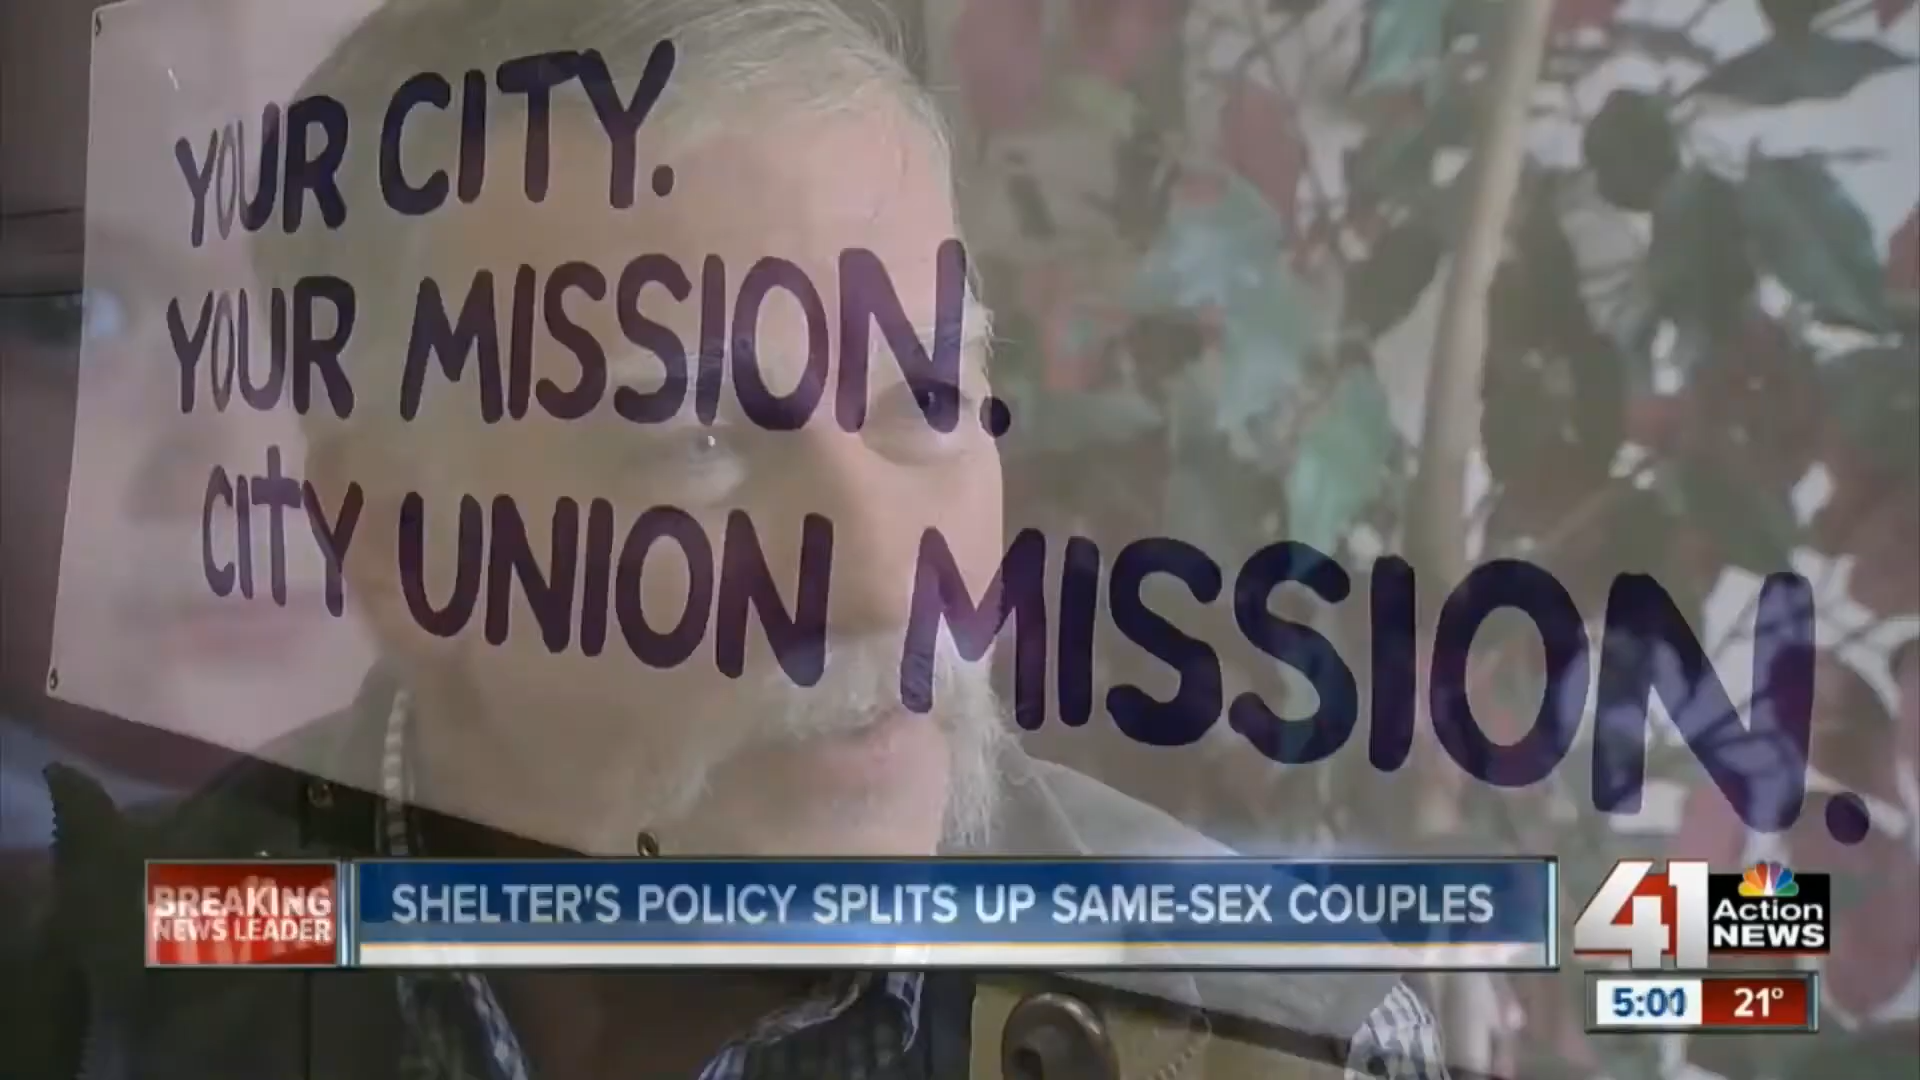 YOUR CITY.
YOUR MISSION.
CITY UNION MISSION.
BREAKING
NEWS LEADER
SHELTER'S POLICY SPLITS UP SAME-SEX COUPLES
41
Action
NEWS
5:00
21°